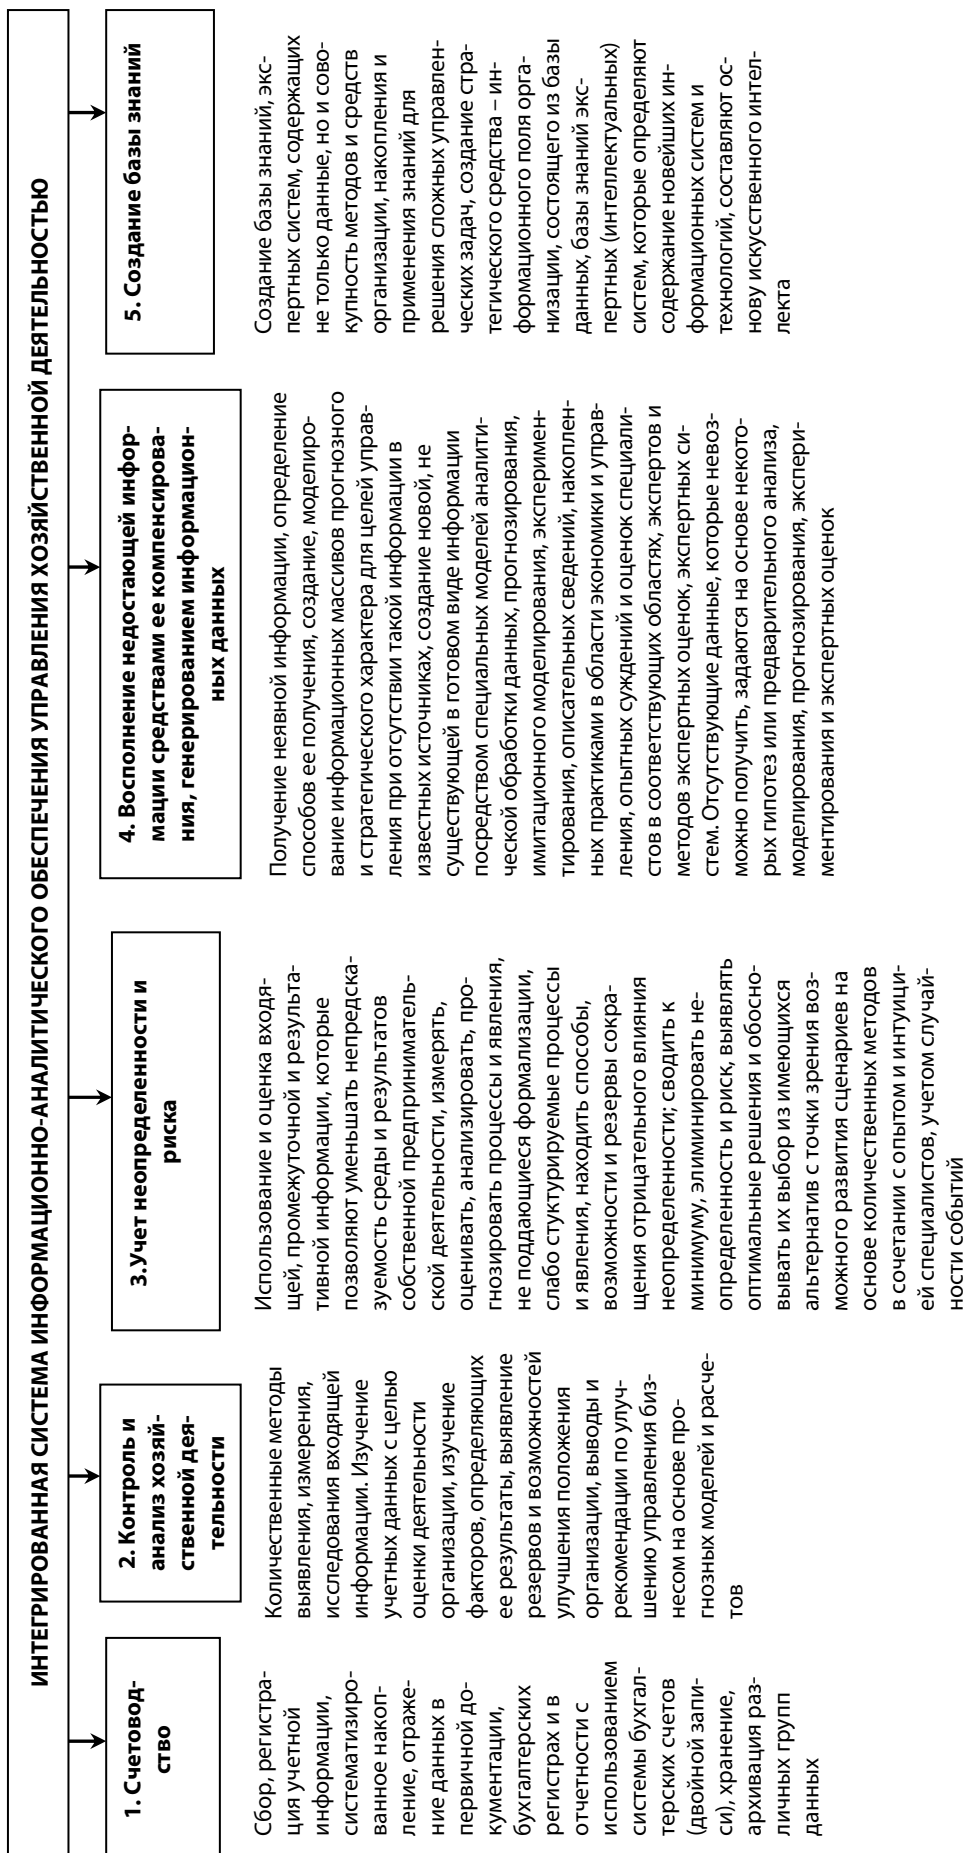 ИНТЕГРИРОВАННАЯ СИСТЕМА ИНФОРМАЦИОННО-АНАЛИТИЧЕСКОГО ОБЕСПЕЧЕНИЯ УПРАВЛЕНИЯ ХОЗЯЙСТВЕННОЙ ДЕЯТЕЛЬНОСТЬЮ
1. Счетовод-
ство
Сбор, регистра-
ция учетной
информации,
систематизиро-
ванное накоп-
ление, отраже-
ние данных в
первичной до-
кументации,
бухгалтерских
регистрах и в
отчетности с
использованием
системы бухгал-
терских счетов
(двойной запи-
си), хранение,
архивация раз-
личных групп
данных
2. Контроль и
анализ хозяй-
ственной дея-
тельности
Количественные методы
выявления, измерения,
исследования входящей
информации. Изучение
учетных данных с целью
оценки деятельности
организации, изучение
факторов, определяющих
ее результаты, выявление
резервов и возможностей
улучшения положения
организации, выводы и
рекомендации по улуч-
шению управления биз-
несом на основе про-
гнозных моделей и расче-
тов
3.Учет неопределенности и
риска
Использование и оценка входя-
щей, промежуточной и резуль­та-
тивной информации, которые
позволяют уменьшать непредска-
зуемость среды и результатов
собственной предприниматель-
ской деятельности, измерять,
оценивать, анализировать, про-
гнозировать процессы и явления,
не поддающиеся формализации,
слабо стуктурируемые процессы
и явления, находить способы,
возможности и резервы сокра-
щения отрицательного влияния
неопределенности; сводить к
минимуму, элиминировать не-
определенность и риск, выявлять
оптимальные решения и обосно-
вывать их выбор из имеющихся
альтернатив с точки зрения воз-
можного развития сценариев на
основе количественных методов
в сочетании с опытом и интуици-
ей специалистов, учетом случай-
ности событий
4. Восполнение недостающей инфор-
мации средствами ее компенсирова-
ния, генерированием информацион-
ных данных
Получение неявной информации, определение
способов ее получения, создание, моделиро-
вание информационных массивов прогнозного
и стратегического характера для целей управ-
ления при отсутствии такой информации в
известных источниках, создание новой, не
существующей в готовом виде информации
посредством специальных моделей аналити-
ческой обработки данных, прогнозирования,
имитационного моделирования, эксперимен-
тирования, описательных сведений, накоплен-
ных практиками в области экономики и управ-
ления, опытных суждений и оценок специали-
стов в соответствующих областях, экспертов и
методов экспертных оценок, экспертных си-
стем. Отсутствующие данные, которые невоз-
можно получить, задаются на основе некото-
рых гипотез или предварительного анализа,
моделирования, прогнозирования, экспери-
ментирования и экспертных оценок
5. Создание базы знаний
Создание базы знаний, экс-
пертных систем, содержащих
не только данные, но и сово-
купность методов и средств
организации, накопления и
применения знаний для
решения сложных управлен-
ческих задач, создание стра-
тегического средства – ин-
формационного поля орга-
низации, состоящего из базы
данных, базы знаний экс-
пертных (интеллектуальных)
систем, которые определяют
содержание новейших ин-
формационных систем и
технологий, составляют ос-
нову искусственного интел-
лекта